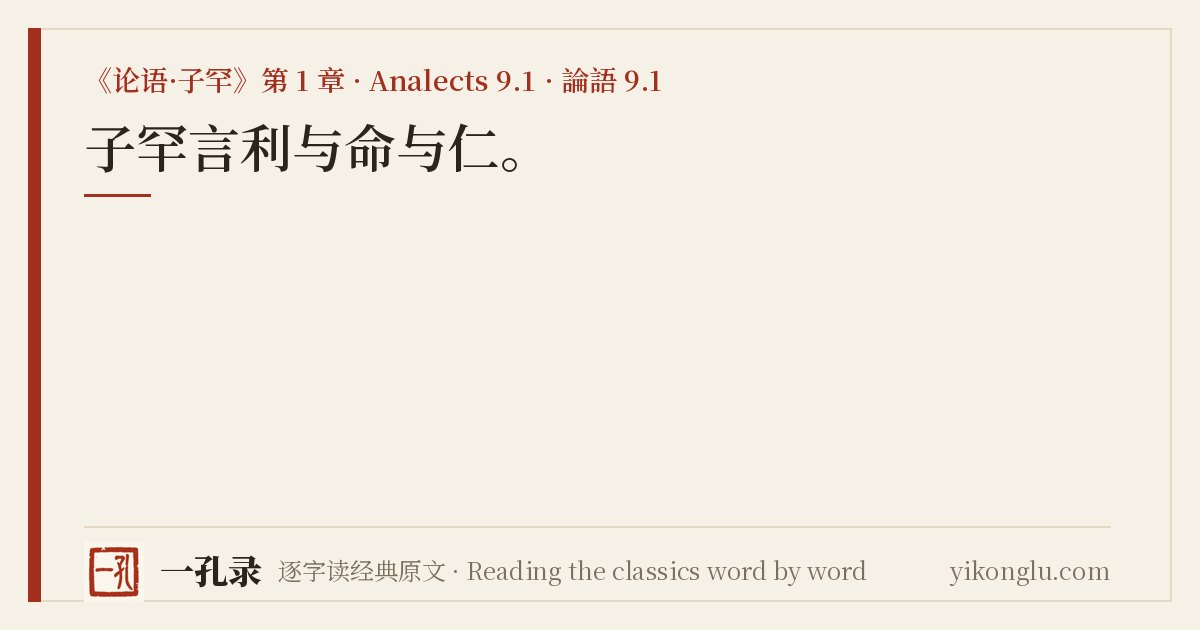 《论语·子罕》第 1 章 · Analects 9.1 · 論語 9.1
子罕言利与命与仁。
一孔
一孔录 逐字读经典原文 · Reading the classics word by word yikonglu.com